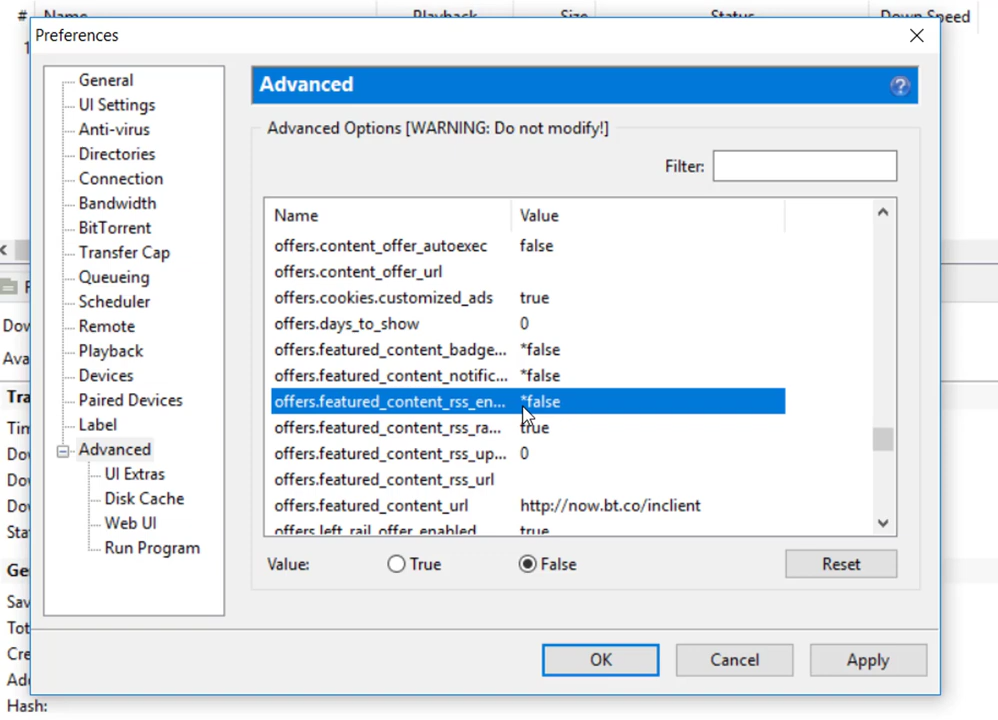 # Name Playback Size Status Down Speed
Preferences
General
UI Settings
Anti-virus
Directories
Connection
Bandwidth
BitTorrent
Transfer Cap
Queueing
Scheduler
Remote
Playback
Devices
Paired Devices
Label
Advanced
UI Extras
Disk Cache
Web UI
Run Program
Advanced
Advanced Options [WARNING: Do not modify!]
Filter:
Name Value
offers.content_offer_autoexec false
offers.content_offer_url
offers.cookies.customized_ads true
offers.days_to_show 0
offers.featured_content_badge... *false
offers.featured_content_notific... *false
offers.featured_content_rss_en... *false
offers.featured_content_rss_ra... true
offers.featured_content_rss_up... 0
offers.featured_content_rss_url
offers.featured_content_url http://now.bt.co/inclient
offers.left_rail_offer_enabled true
Value: True False Reset
OK Cancel Apply
Hash: